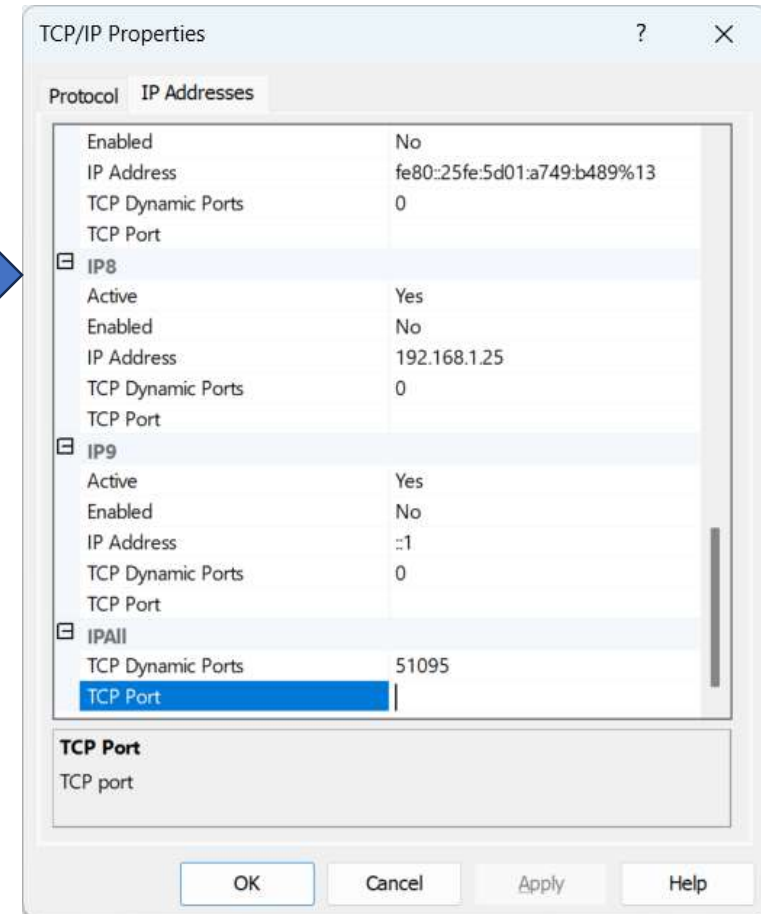 TCP/IP Properties ? ×
Protocol IP Addresses
Enabled No
IP Address fe80::25fe:5d01:a749:b489%13
TCP Dynamic Ports 0
TCP Port
IP8
Active Yes
Enabled No
IP Address 192.168.1.25
TCP Dynamic Ports 0
TCP Port
IP9
Active Yes
Enabled No
IP Address ::1
TCP Dynamic Ports 0
TCP Port
IPAll
TCP Dynamic Ports 51095
TCP Port
TCP Port
TCP port
OK Cancel Apply Help